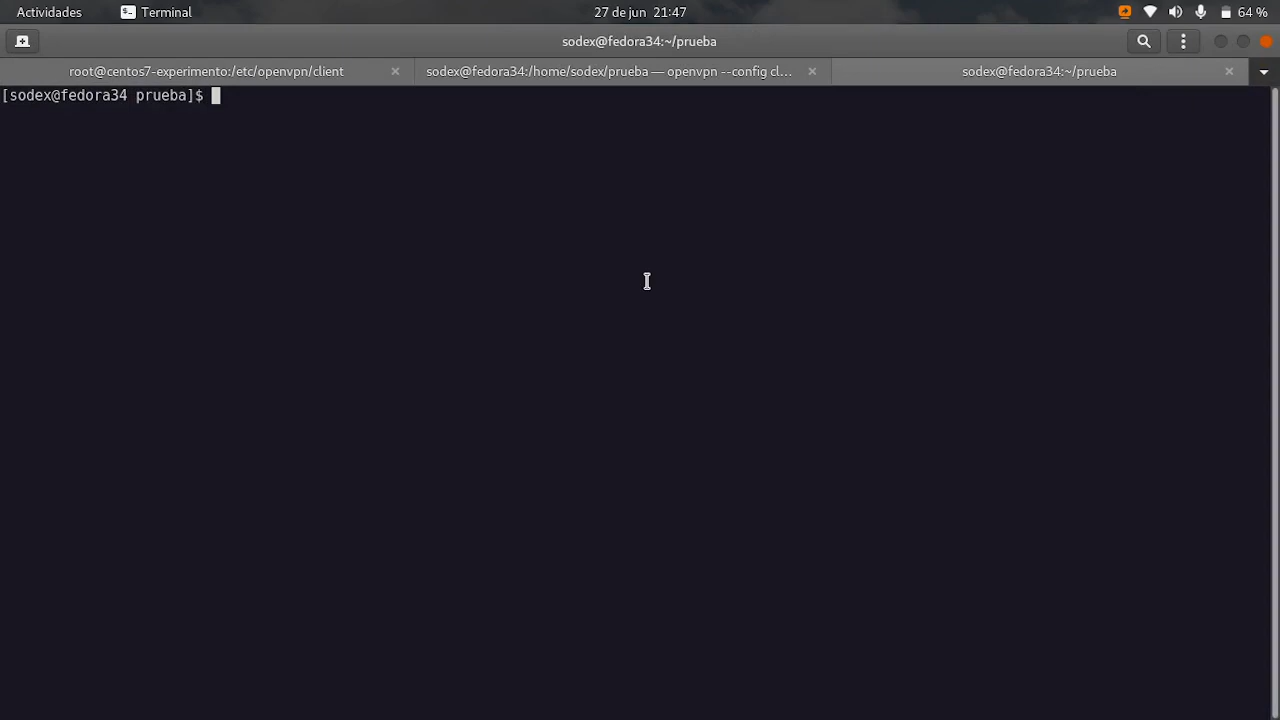 Actividades Terminal 27 de jun 21:47 64 %
sodex@fedora34:~/prueba
root@centos7-experimento:/etc/openvpn/client sodex@fedora34:/home/sodex/prueba — openvpn --config cl... sodex@fedora34:~/prueba
[sodex@fedora34 prueba]$